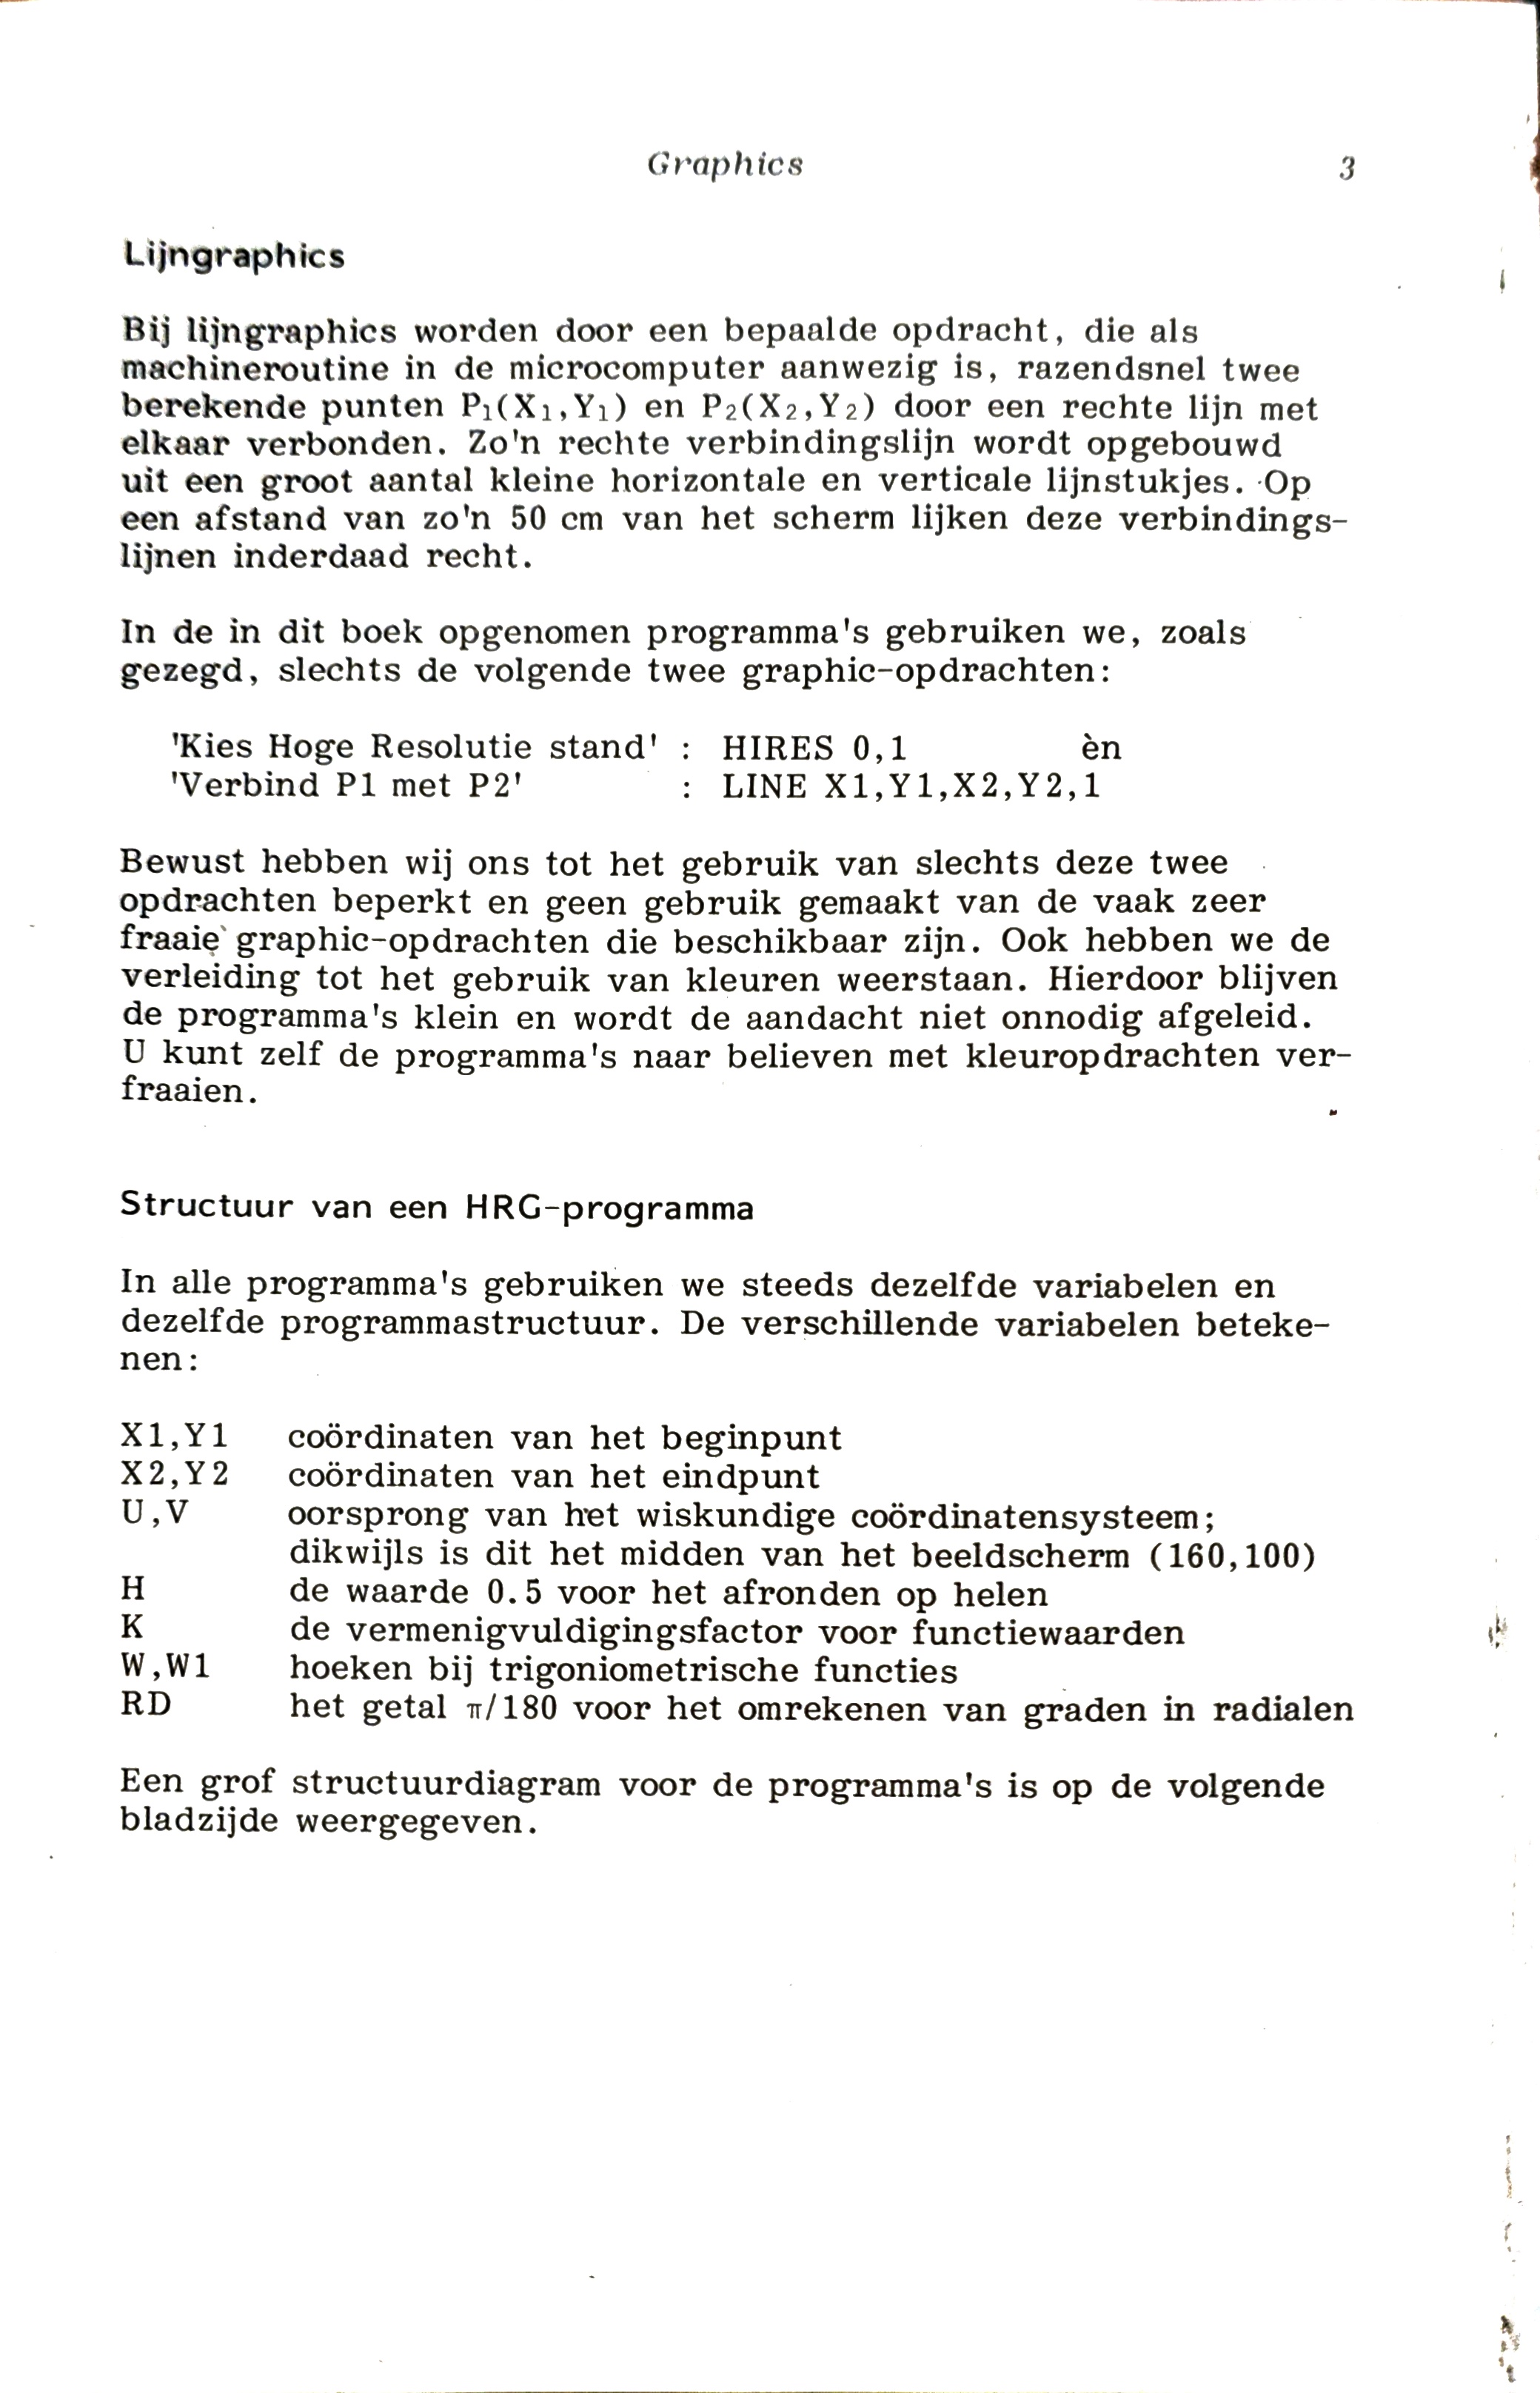 Graphics 3
Lijngraphics
Bij lijngraphics worden door een bepaalde opdracht, die als
machineroutine in de microcomputer aanwezig is, razendsnel twee
berekende punten P₁(X₁,Y₁) en P₂(X₂,Y₂) door een rechte lijn met
elkaar verbonden. Zo'n rechte verbindingslijn wordt opgebouwd
uit een groot aantal kleine horizontale en verticale lijnstukjes. Op
een afstand van zo'n 50 cm van het scherm lijken deze verbindings-
lijnen inderdaad recht.
In de in dit boek opgenomen programma's gebruiken we, zoals
gezegd, slechts de volgende twee graphic-opdrachten:
'Kies Hoge Resolutie stand' : HIRES 0,1 èn
'Verbind P1 met P2' : LINE X1,Y1,X2,Y2,1
Bewust hebben wij ons tot het gebruik van slechts deze twee
opdrachten beperkt en geen gebruik gemaakt van de vaak zeer
fraaie graphic-opdrachten die beschikbaar zijn. Ook hebben we de
verleiding tot het gebruik van kleuren weerstaan. Hierdoor blijven
de programma's klein en wordt de aandacht niet onnodig afgeleid.
U kunt zelf de programma's naar believen met kleuropdrachten ver-
fraaien.
Structuur van een HRG-programma
In alle programma's gebruiken we steeds dezelfde variabelen en
dezelfde programmastructuur. De verschillende variabelen beteke-
nen:
X1,Y1 coördinaten van het beginpunt
X2,Y2 coördinaten van het eindpunt
U,V oorsprong van het wiskundige coördinatensysteem;
dikwijls is dit het midden van het beeldscherm (160,100)
H de waarde 0.5 voor het afronden op helen
K de vermenigvuldigingsfactor voor functiewaarden
W,W1 hoeken bij trigoniometrische functies
RD het getal π/180 voor het omrekenen van graden in radialen
Een grof structuurdiagram voor de programma's is op de volgende
bladzijde weergegeven.